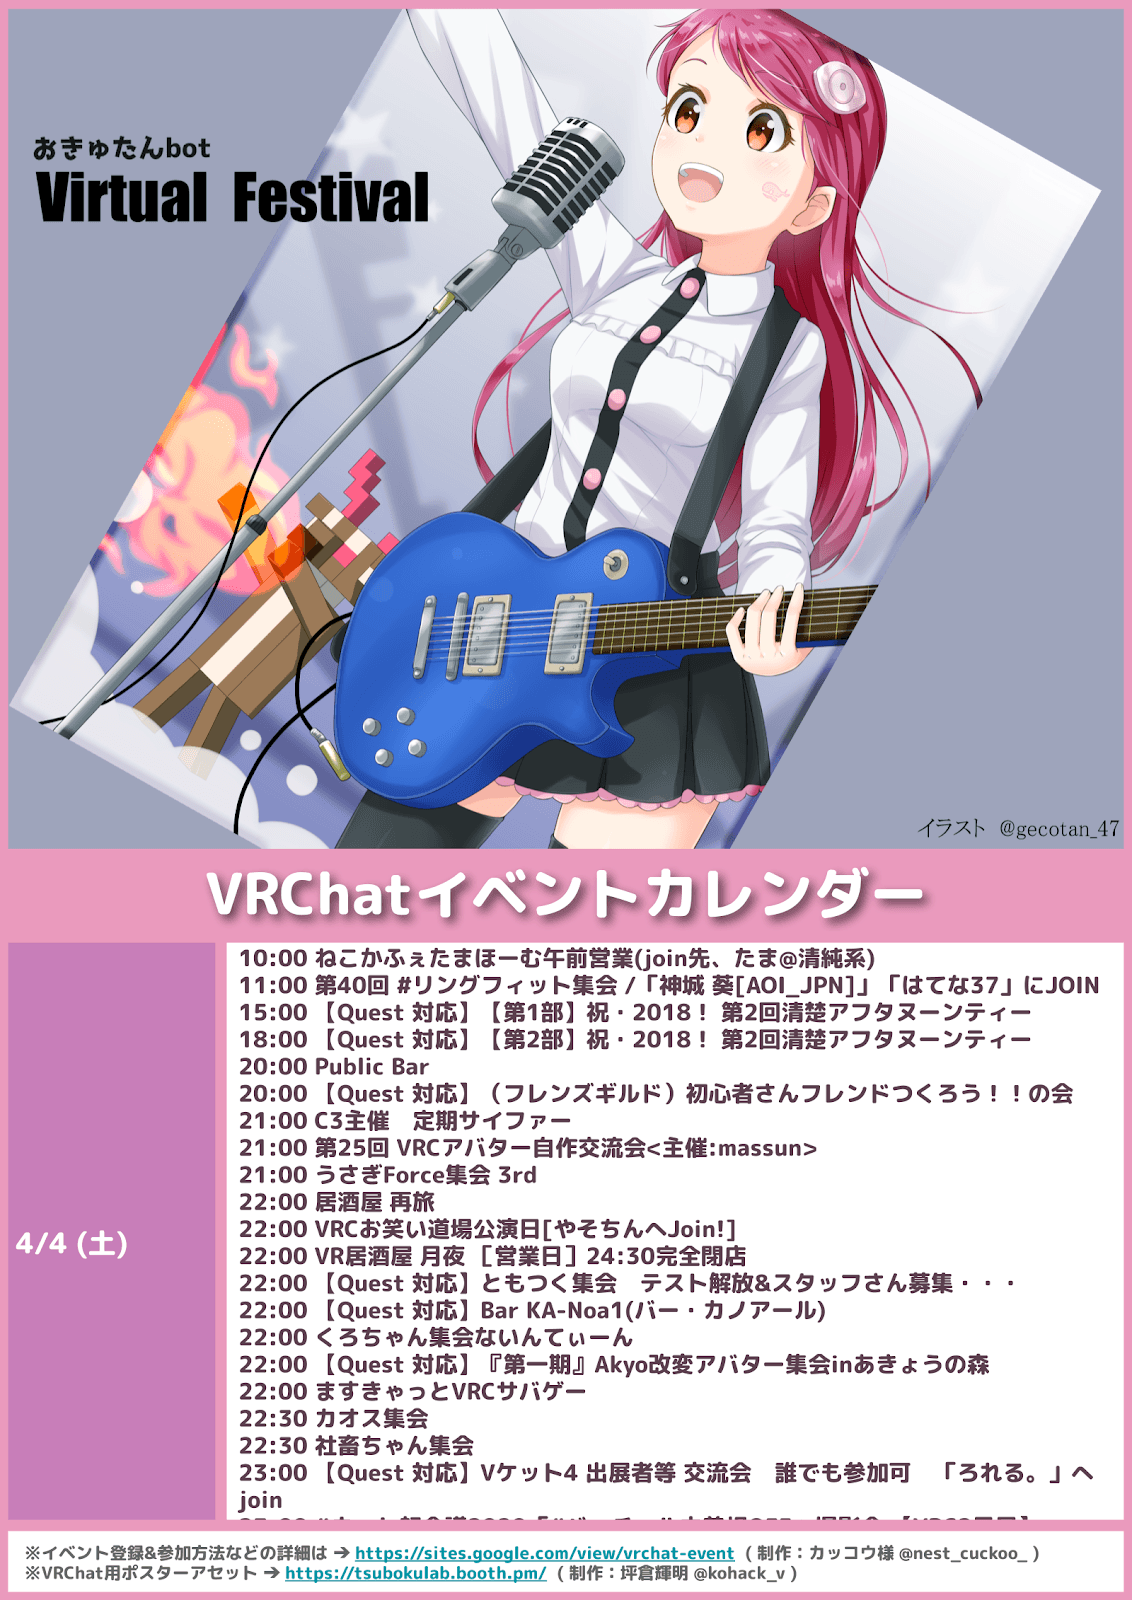 おきゅたんbot
Virtual Festival
イラスト @gecotan_47
VRChatイベントカレンダー
4/4 (土)
10:00 ねこかふぇたまほーむ午前営業(join先、たま@清純系)
11:00 第40回 #リングフィット集会 /「神城 葵[AOI_JPN]」「はてな37」にJOIN
15:00 【Quest 対応】【第1部】祝・2018！ 第2回清楚アフタヌーンティー
18:00 【Quest 対応】【第2部】祝・2018！ 第2回清楚アフタヌーンティー
20:00 Public Bar
20:00 【Quest 対応】（フレンズギルド）初心者さんフレンドつくろう！！の会
21:00 C3主催　定期サイファー
21:00 第25回 VRCアバター自作交流会<主催:massun>
21:00 うさぎForce集会 3rd
22:00 居酒屋 再旅
22:00 VRCお笑い道場公演日[やそちんへJoin!]
22:00 VR居酒屋 月夜 ［営業日］24:30完全閉店
22:00 【Quest 対応】ともつく集会　テスト解放&スタッフさん募集・・・
22:00 【Quest 対応】Bar KA-Noa1(バー・カノアール)
22:00 くろちゃん集会ないんてぃーん
22:00 【Quest 対応】『第一期』Akyo改変アバター集会inあきょうの森
22:00 ますきゃっとVRCサバゲー
22:30 カオス集会
22:30 社畜ちゃん集会
23:00 【Quest 対応】Vケット4 出展者等 交流会　誰でも参加可　「ろれる。」へ
join
※イベント登録&参加方法などの詳細は ➔ https://sites.google.com/view/vrchat-event ( 制作：カッコウ様 @nest_cuckoo_ )
※VRChat用ポスターアセット ➔ https://tsubokulab.booth.pm/ ( 制作：坪倉輝明 @kohack_v )